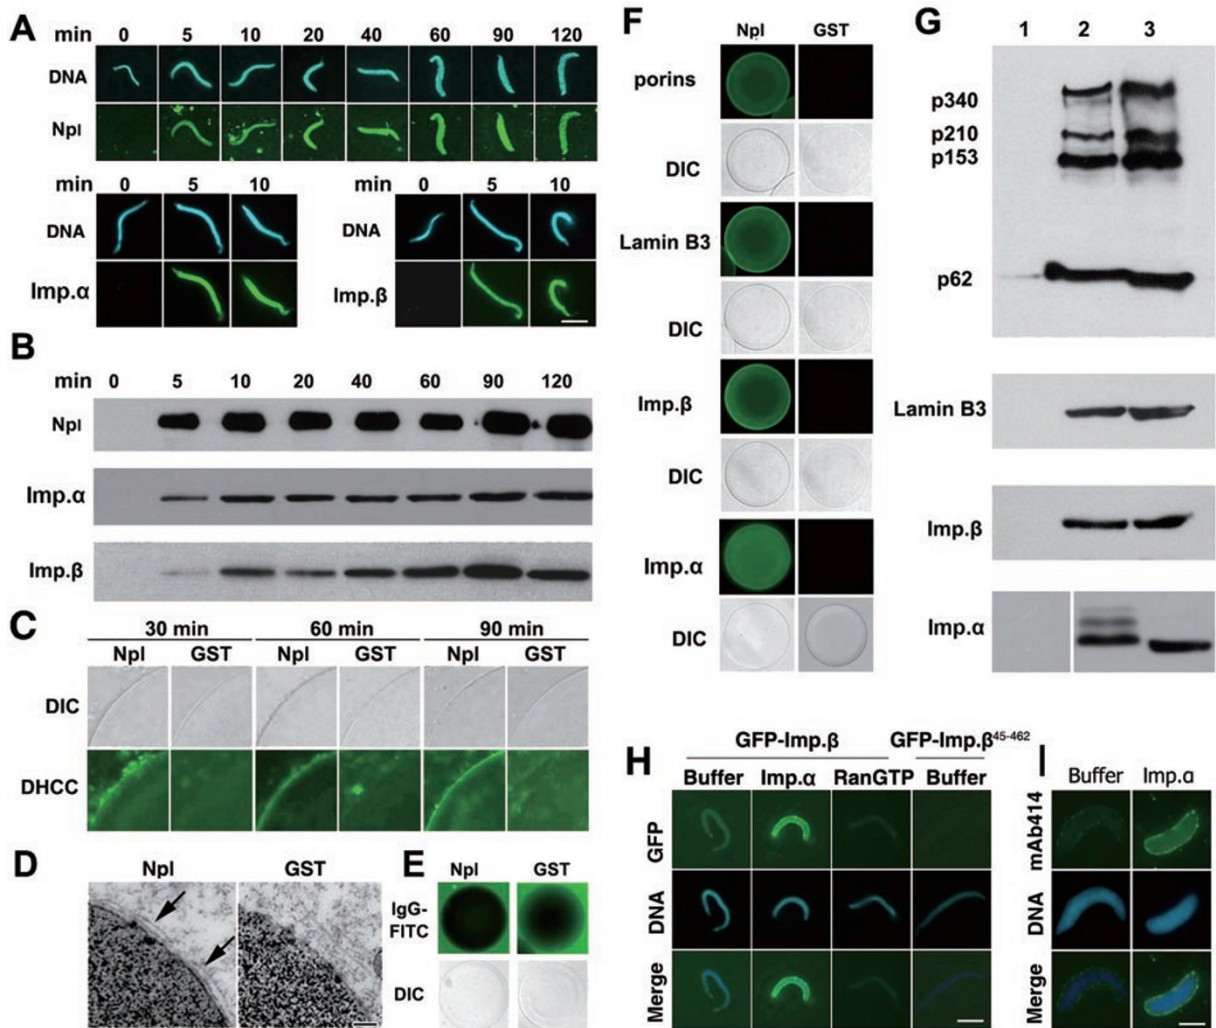 A
min 0 5 10 20 40 60 90 120
DNA
Npl
min 0 5 10
DNA
Imp.α
min 0 5 10
DNA
Imp.β
B
min 0 5 10 20 40 60 90 120
Npl
Imp.α
Imp.β
C
30 min 60 min 90 min
Npl GST Npl GST Npl GST
DIC
DHCC
D
Npl GST
E
Npl GST
IgG-
FITC
DIC
F
Npl GST
porins
DIC
Lamin B3
DIC
Imp.β
DIC
Imp.α
DIC
G
1 2 3
p340
p210
p153
p62
Lamin B3
Imp.β
Imp.α
H
GFP-Imp.β GFP-Imp.β45-462
Buffer Imp.α RanGTP Buffer
GFP
DNA
Merge
I
Buffer Imp.α
mAb414
DNA
Merge